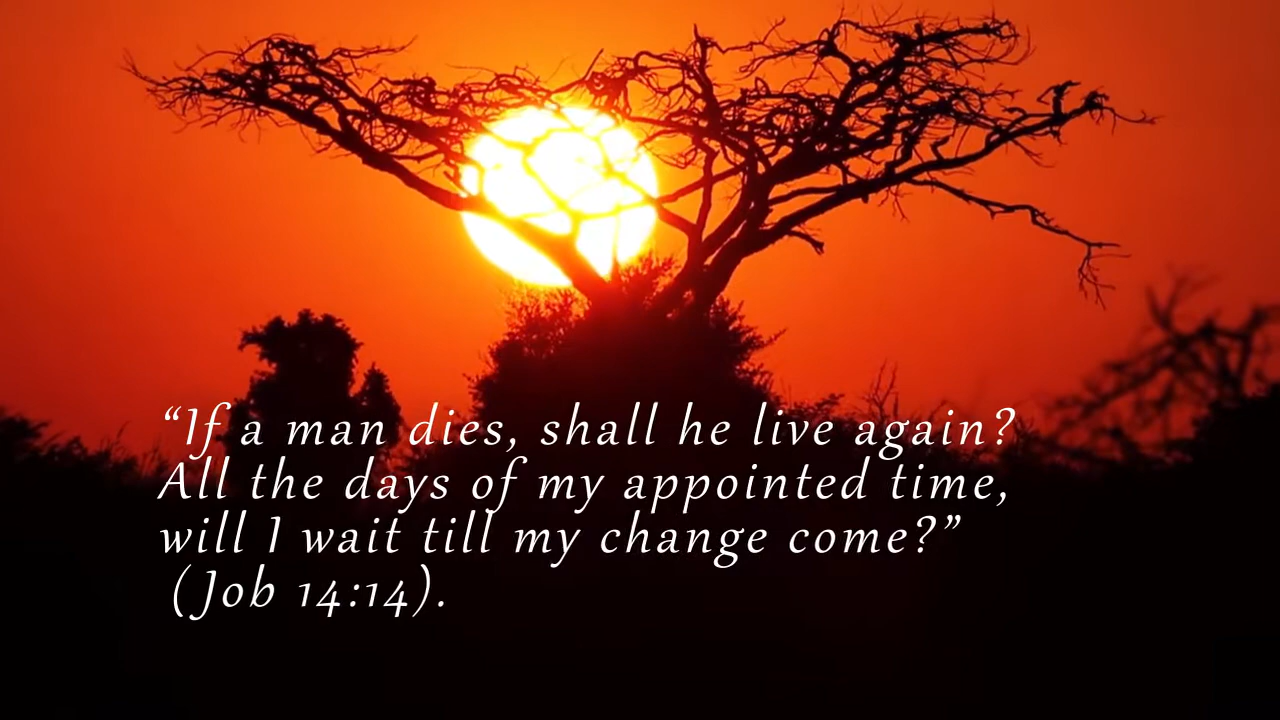 “If a man dies, shall he live again?
All the days of my appointed time,
will I wait till my change come?”
(Job 14:14).